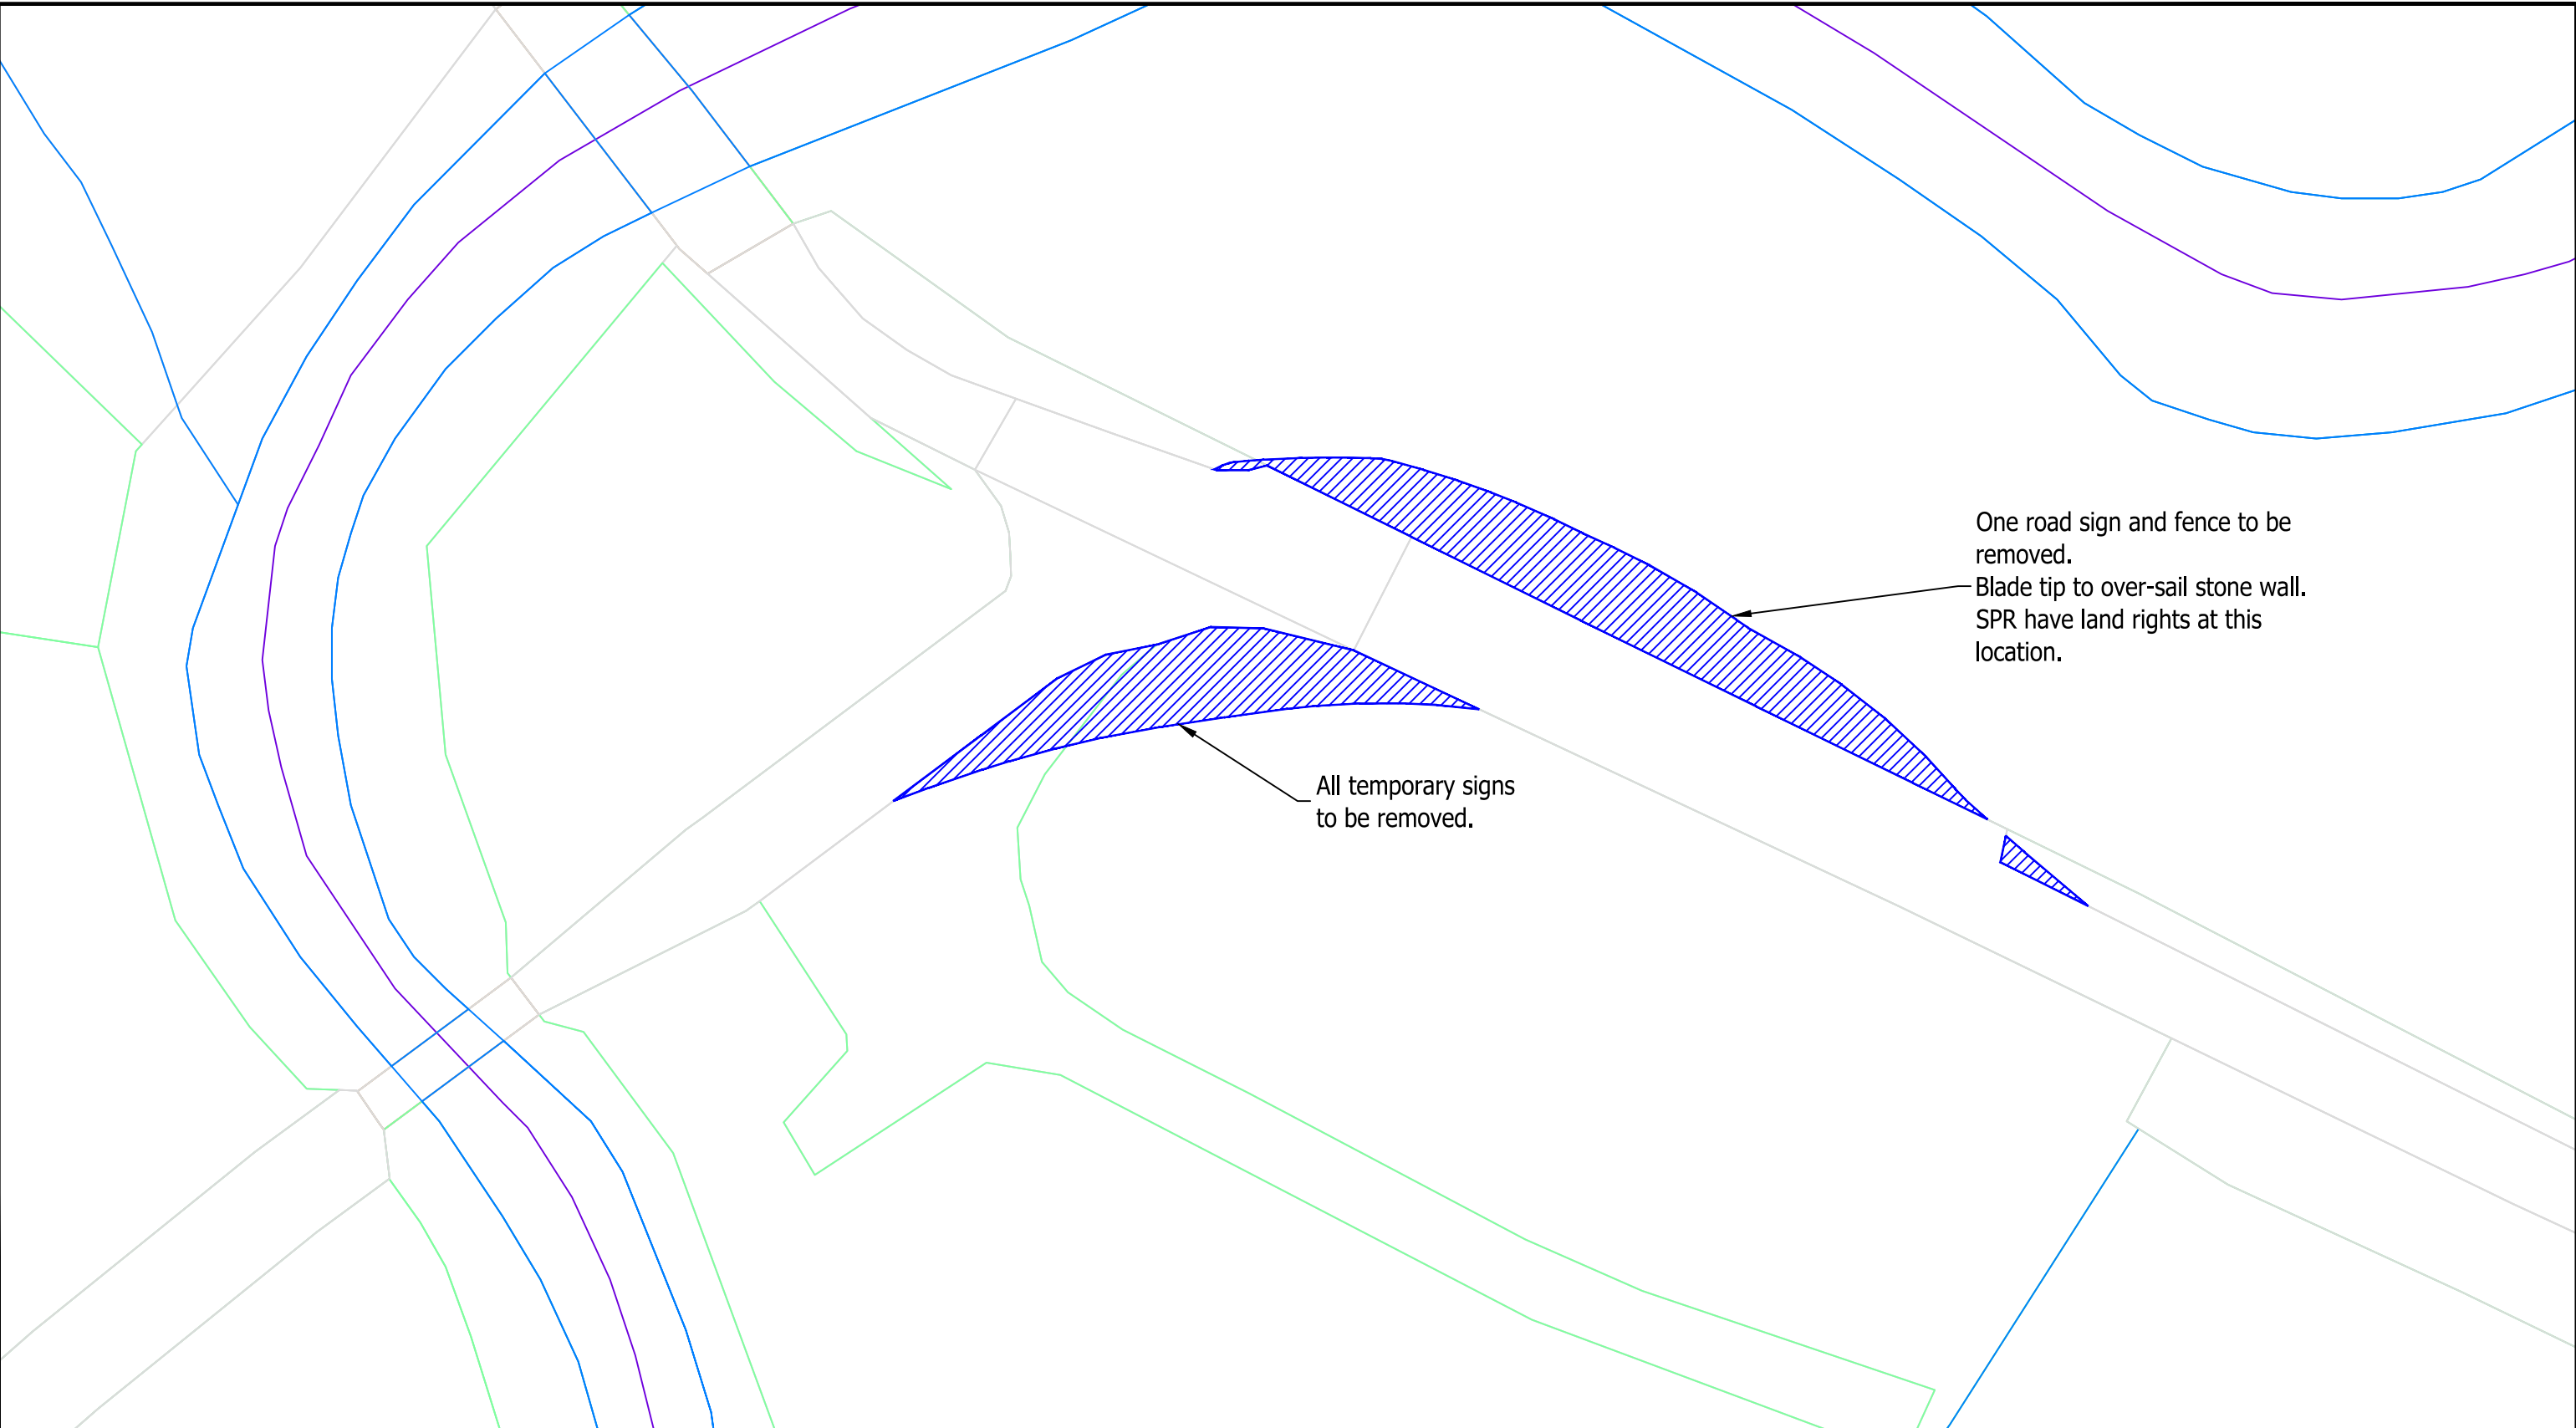 One road sign and fence to be
removed.
Blade tip to over-sail stone wall.
SPR have land rights at this
location.
All temporary signs
to be removed.